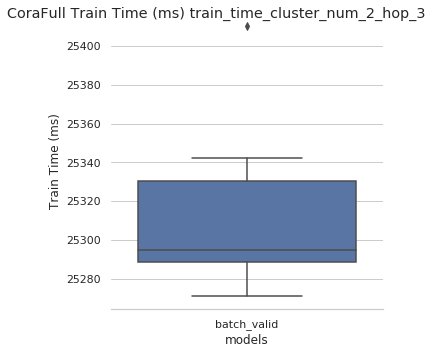 CoraFull Train Time (ms) train_time_cluster_num_2_hop_3
25400
25380
25360
25340
25320
25300
25280
Train Time (ms)
batch_valid
models